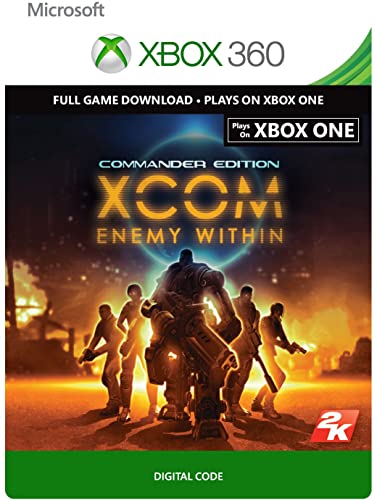 Microsoft
XBOX 360
FULL GAME DOWNLOAD • PLAYS ON XBOX ONE
Plays On XBOX ONE
COMMANDER EDITION
XCOM
ENEMY WITHIN
2K
DIGITAL CODE